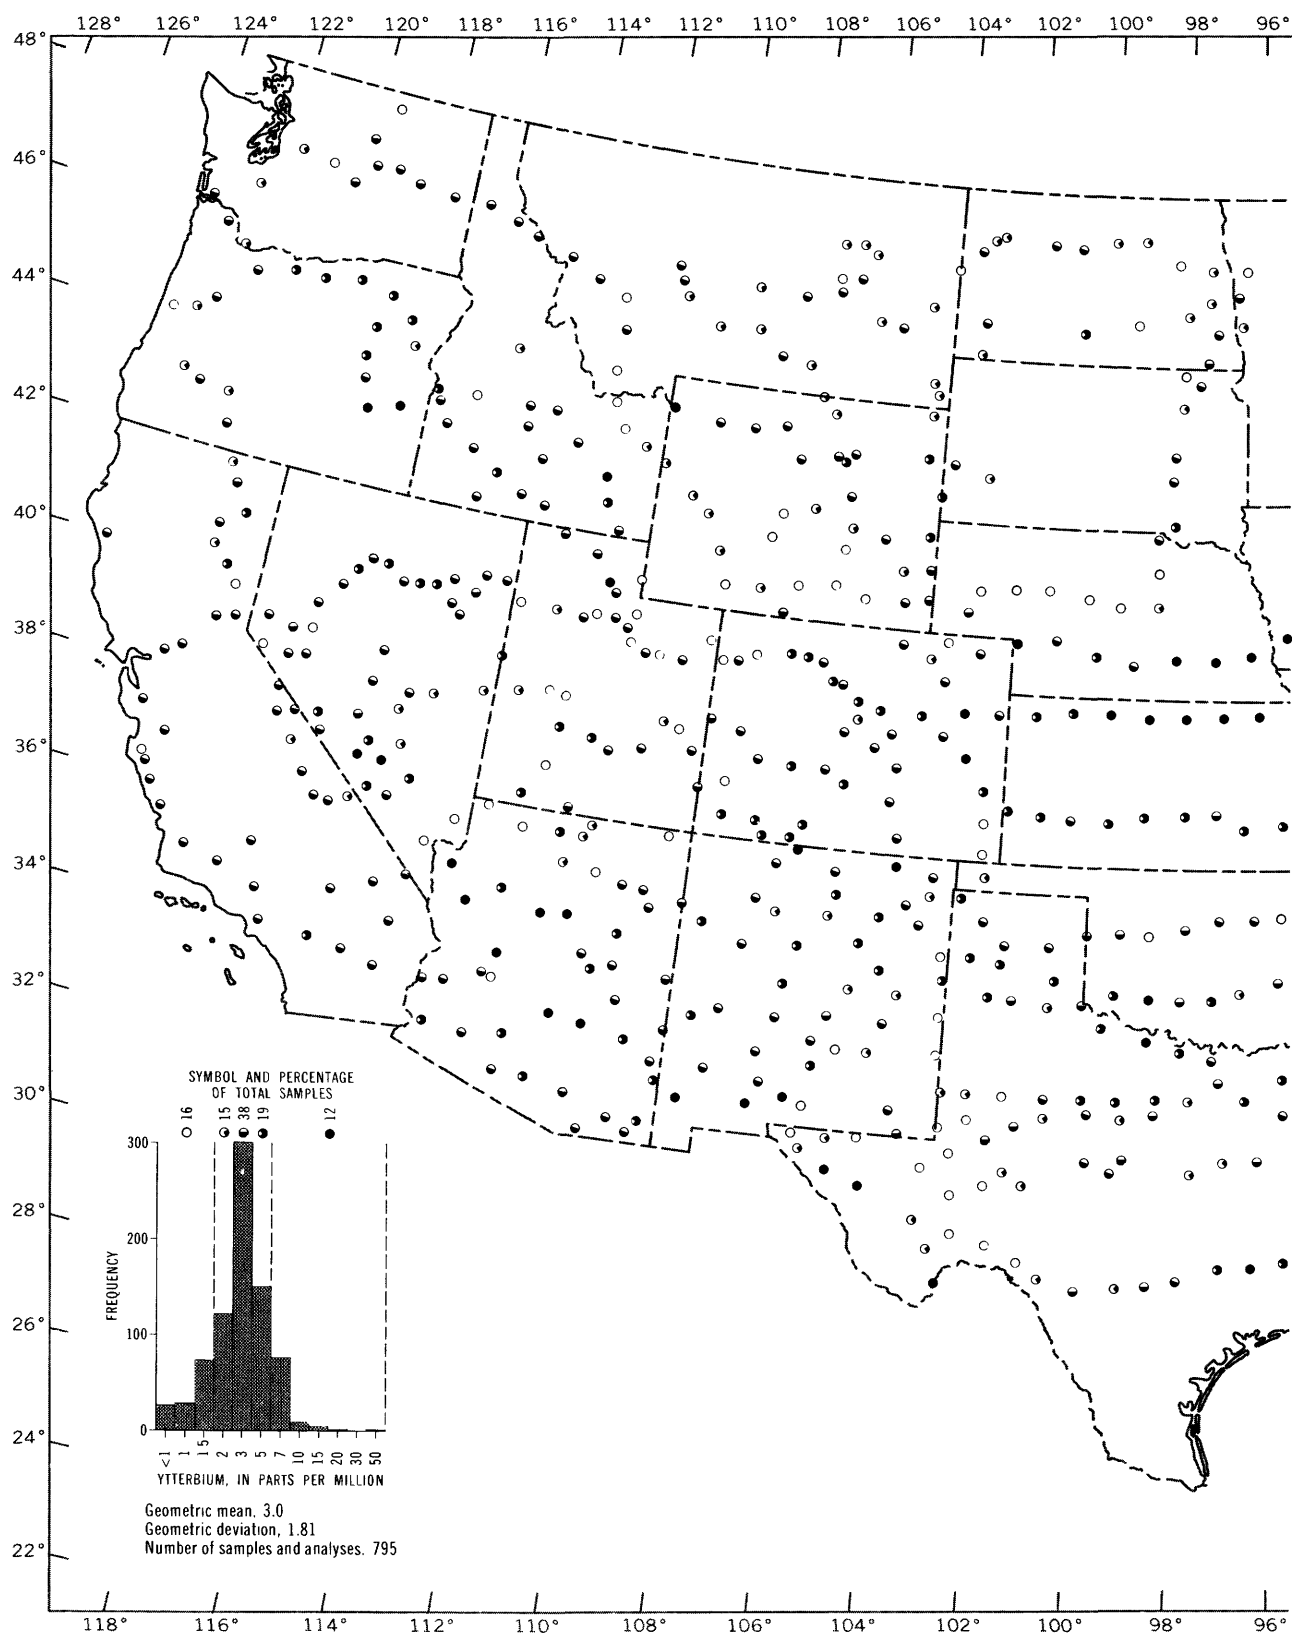 128° 126° 124° 122° 120° 118° 116° 114° 112° 110° 108° 106° 104° 100° 98° 96°
48°
46°
44°
42°
40°
38°
36°
34°
32°
30°
28°
26°
24°
22°
SYMBOL AND PERCENTAGE
OF TOTAL SAMPLES
16 15 38 19 12
300
200
100
0
FREQUENCY
<1 1 1 5 2 3 5 7 10 15 20 30 50
YTTERBIUM, IN PARTS PER MILLION
Geometric mean, 3.0
Geometric deviation, 1.81
Number of samples and analyses. 795
118° 116° 114° 112° 110° 108° 106° 104° 102° 100° 98° 96°